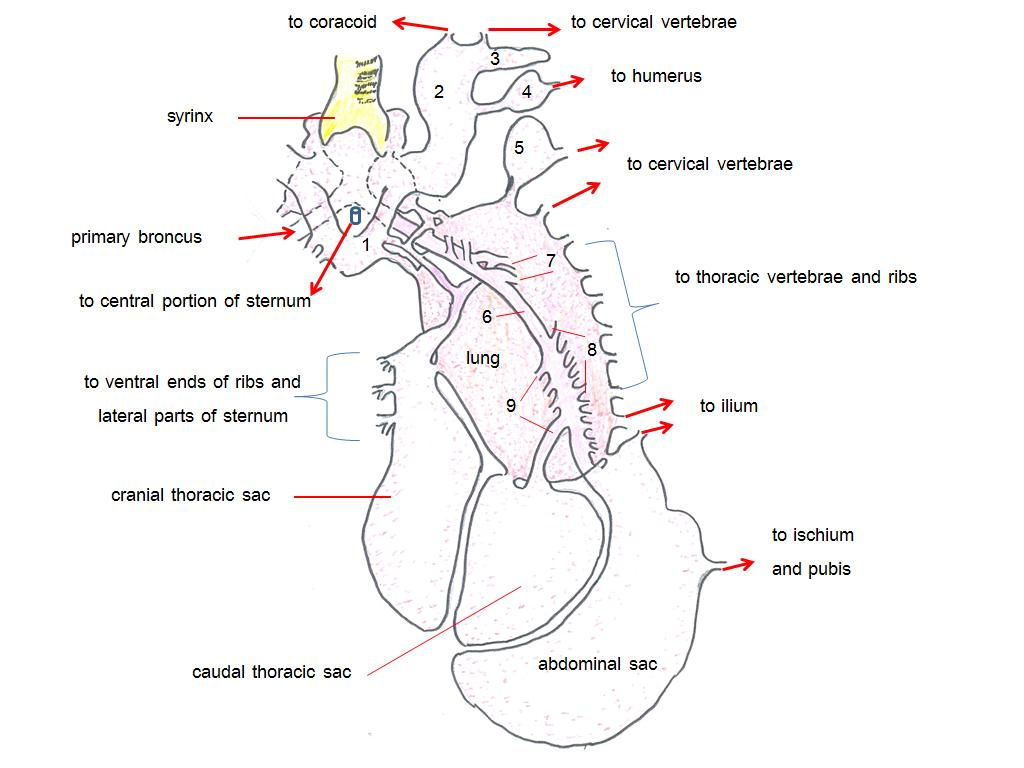 to coracoid
to cervical vertebrae
3
to humerus
2
4
syrinx
5
to cervical vertebrae
primary broncus
1
7
to thoracic vertebrae and ribs
to central portion of sternum
6
8
lung
to ventral ends of ribs and
lateral parts of sternum
9
to ilium
cranial thoracic sac
to ischium
and pubis
caudal thoracic sac
abdominal sac